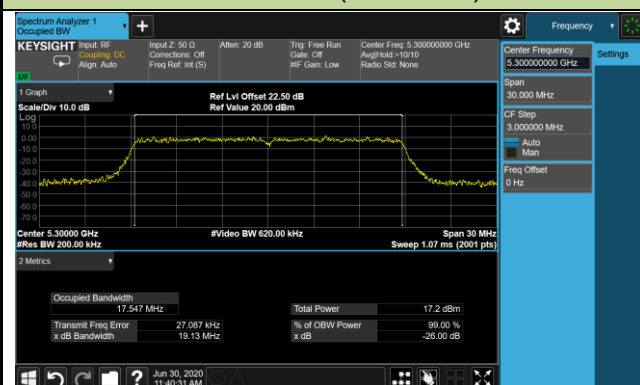 Spectrum Analyzer 1
Occupied BW
KEYSIGHT
Input: RF
Coupling: DC
Align: Auto
Input Z: 50 Ω
Corrections: Off
Freq Ref: Int (S)
Atten: 20 dB
Trig: Free Run
Gate: Off
#IF Gain: Low
Center Freq: 5.300000000 GHz
Avg|Hold:>10/10
Radio Std: None
1 Graph
Scale/Div 10.0 dB
Ref Lvl Offset 22.50 dB
Ref Value 20.00 dBm
Log
10.0
0.00
-10.0
-20.0
-30.0
-40.0
-50.0
-60.0
-70.0
Center 5.30000 GHz
#Res BW 200.00 kHz
#Video BW 620.00 kHz
Span 30 MHz
Sweep 1.07 ms (2001 pts)
2 Metrics
Occupied Bandwidth
17.547 MHz
Total Power 17.2 dBm
Transmit Freq Error 27.087 kHz
% of OBW Power 99.00 %
x dB Bandwidth 19.13 MHz
x dB -26.00 dB
Jun 30, 2020
11:40:31 AM
Frequency
Settings
Center Frequency
5.300000000 GHz
Span
30.000 MHz
CF Step
3.000000 MHz
Auto
Man
Freq Offset
0 Hz